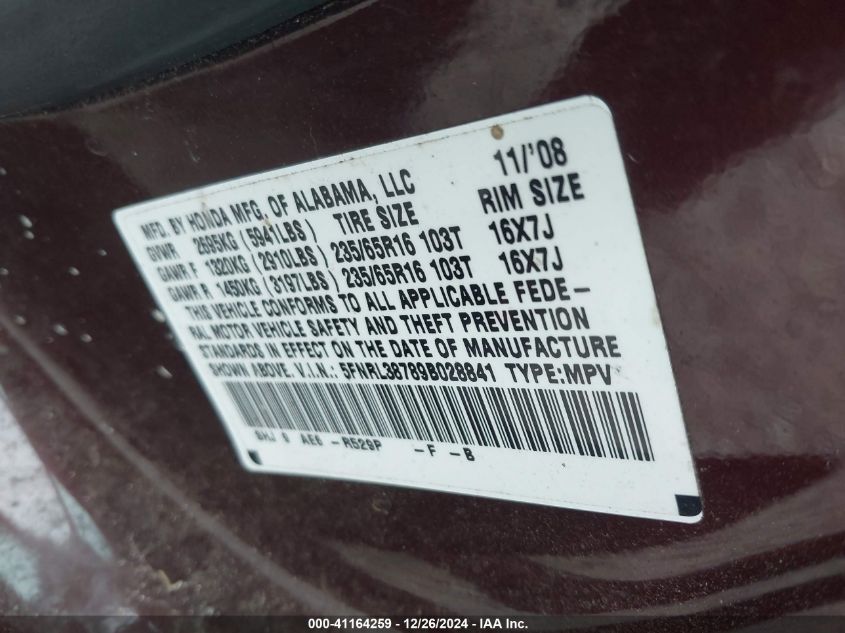 MFD. BY HONDA MFG. OF ALABAMA, LLC 11/'08
GVWR 2695KG (5941LBS) TIRE SIZE RIM SIZE
GAWR F 1320KG (2910LBS) 235/65R16 103T 16X7J
GAWR R 1450KG (3197LBS) 235/65R16 103T 16X7J
THIS VEHICLE CONFORMS TO ALL APPLICABLE FEDE-
RAL MOTOR VEHICLE SAFETY AND THEFT PREVENTION
STANDARDS IN EFFECT ON THE DATE OF MANUFACTURE
SHOWN ABOVE. V.I.N.: 5FNRL38789B028841 TYPE:MPV
R529P -F -B
000-41164259 - 12/26/2024 - IAA Inc.